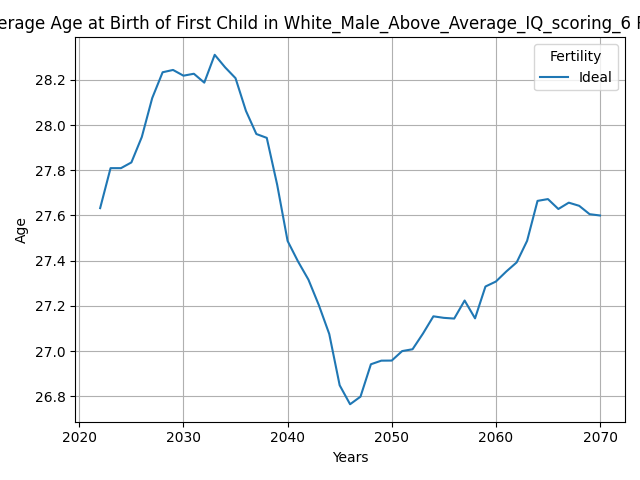 Age at Birth of First Child in White_Male_Above_Average_IQ_scoring_6
Fertility
Ideal
28.2
28.0
27.8
27.6
27.4
27.2
27.0
26.8
Age
2020 2030 2040 2050 2060 2070
Years